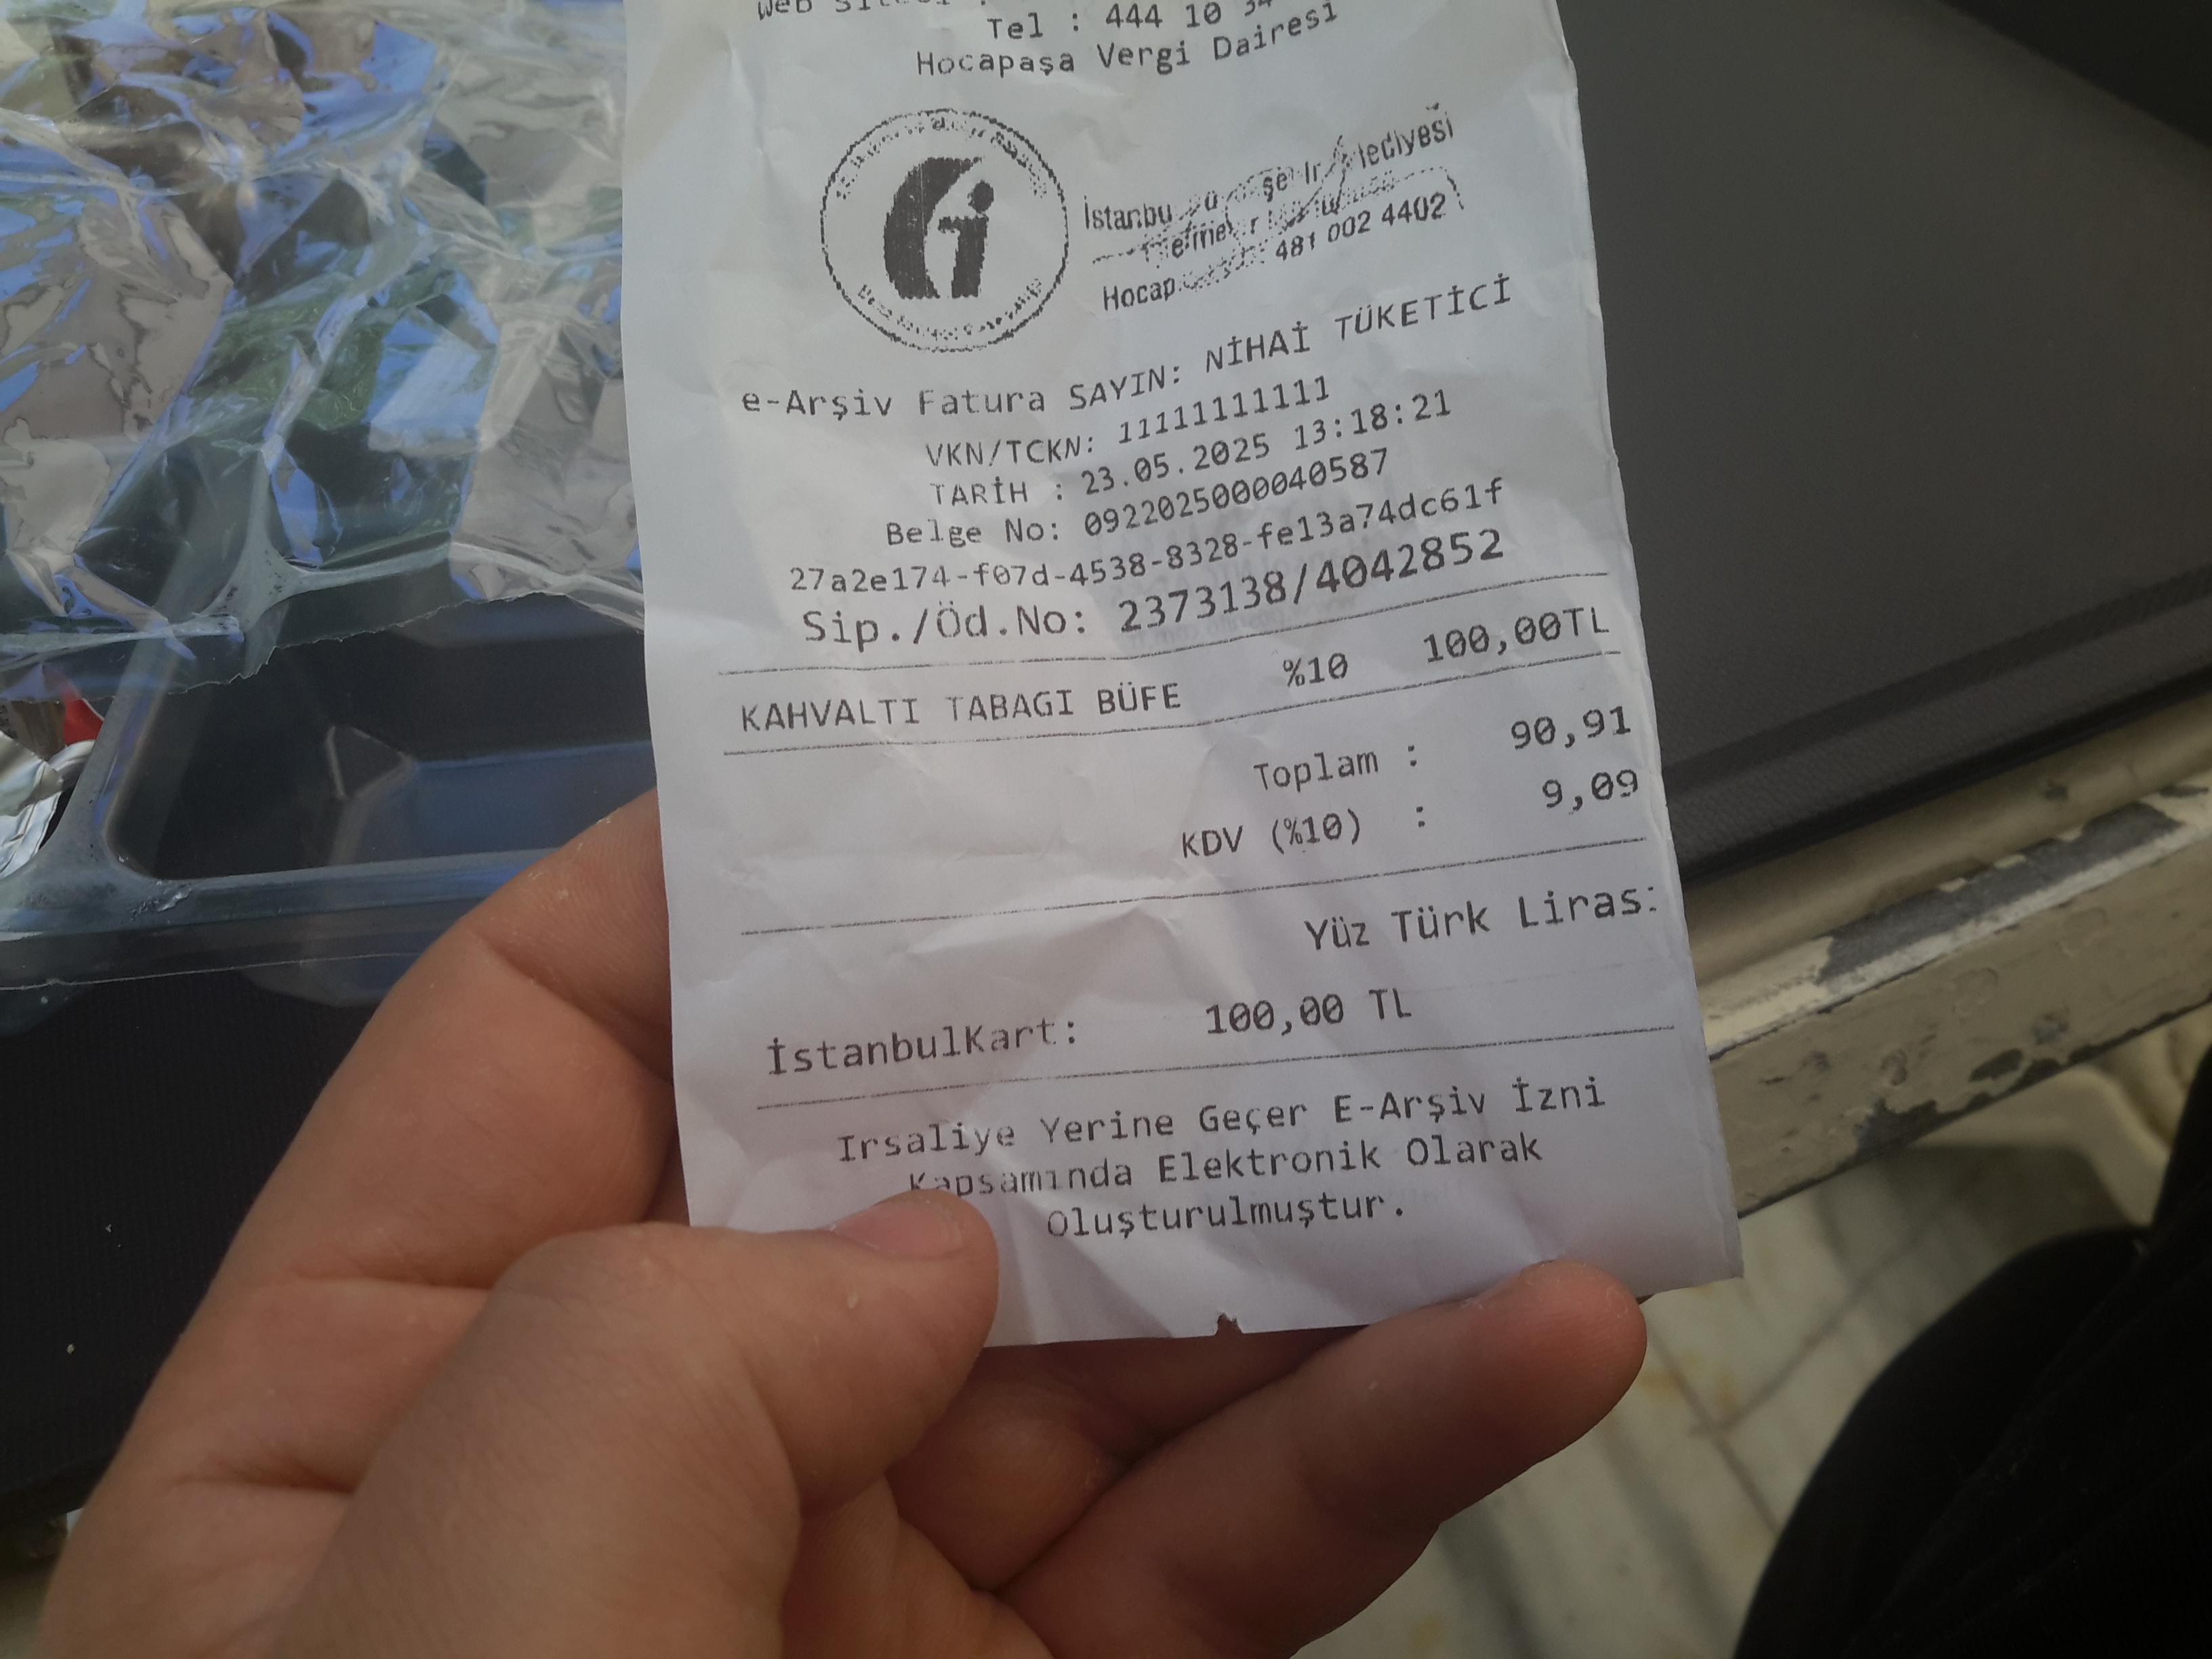 Web
Tel : 444 10
Hocapaşa Vergi Dairesi
481 002 4402
e-Arşiv Fatura SAYIN: NİHAİ TÜKETİCİ
VKN/TCKN: 11111111111
TARİH : 23.05.2025 13:18:21
Belge No: 0922025000040587
27a2e174-f07d-4538-8328-fe13a74dc61f
Sip./Öd.No: 2373138/4042852
KAHVALTI TABAGI BÜFE %10 100,00TL
Toplam : 90,91
KDV (%10) : 9,09
Yüz Türk
İstanbulKart: 100,00 TL
Irsaliye Yerine Geçer E-Arşiv İzni
Kapsamında Elektronik Olarak
Oluşturulmuştur.